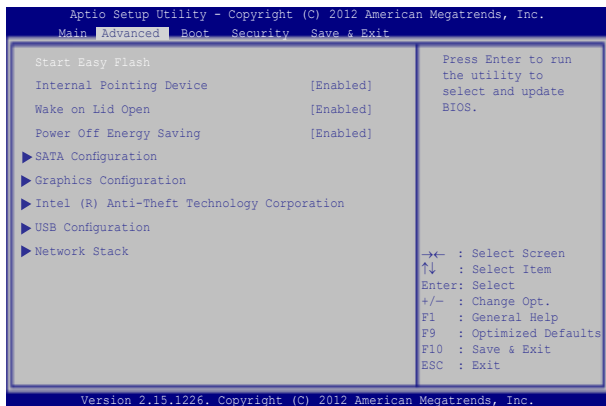 Aptio Setup Utility - Copyright (C) 2012 American Megatrends, Inc.
Main Advanced Boot Security Save & Exit
Start Easy Flash
Internal Pointing Device [Enabled]
Wake on Lid Open [Enabled]
Power Off Energy Saving [Enabled]
SATA Configuration
Graphics Configuration
Intel (R) Anti-Theft Technology Corporation
USB Configuration
Network Stack
Press Enter to run
the utility to
select and update
BIOS.
→← : Select Screen
↑↓ : Select Item
Enter: Select
+/— : Change Opt.
F1 : General Help
F9 : Optimized Defaults
F10 : Save & Exit
ESC : Exit
Version 2.15.1226. Copyright (C) 2012 American Megatrends, Inc.